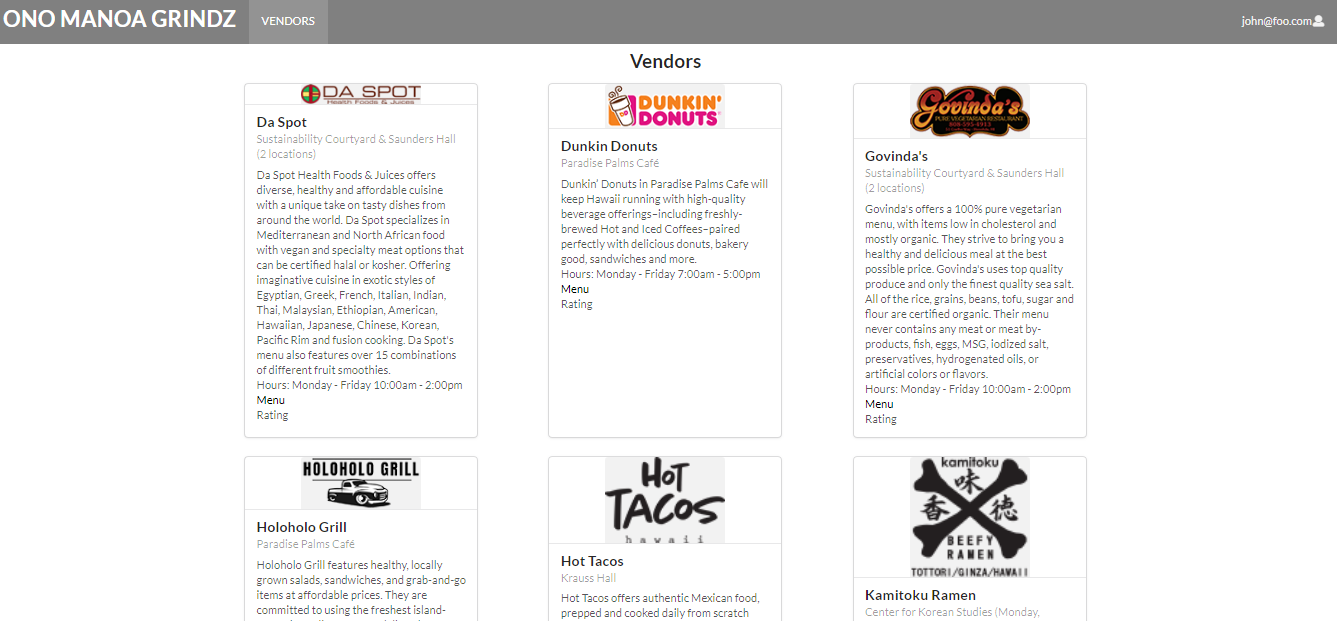 ONO MANOA GRINDZ
VENDORS
john@foo.com
Vendors
DA SPOT
Health Foods & Juices
Da Spot
Sustainability Courtyard & Saunders Hall
(2 locations)
Da Spot Health Foods & Juices offers
diverse, healthy and affordable cuisine
with a unique take on tasty dishes from
around the world. Da Spot specializes in
Mediterranean and North African food
with vegan and specialty meat options that
can be certified halal or kosher. Offering
imaginative cuisine in exotic styles of
Egyptian, Greek, French, Italian, Indian,
Thai, Malaysian, Ethiopian, American,
Hawaiian, Japanese, Chinese, Korean,
Pacific Rim and fusion cooking. Da Spot's
menu also features over 15 combinations
of different fruit smoothies.
Hours: Monday - Friday 10:00am - 2:00pm
Menu
Rating
DUNKIN'
DONUTS
DD
Dunkin Donuts
Paradise Palms Café
Dunkin’ Donuts in Paradise Palms Cafe will
keep Hawaii running with high-quality
beverage offerings–including freshly-
brewed Hot and Iced Coffees–paired
perfectly with delicious donuts, bakery
good, sandwiches and more.
Hours: Monday - Friday 7:00am - 5:00pm
Menu
Rating
Govinda's
PURE VEGETARIAN RESTAURANT
808-595-4913
Govinda's
Sustainability Courtyard & Saunders Hall
(2 locations)
Govinda's offers a 100% pure vegetarian
menu, with items low in cholesterol and
mostly organic. They strive to bring you a
healthy and delicious meal at the best
possible price. Govinda's uses top quality
produce and only the finest quality sea salt.
All of the rice, grains, beans, tofu, sugar and
flour are certified organic. Their menu
never contains any meat or meat by-
products, fish, eggs, MSG, iodized salt,
preservatives, hydrogenated oils, or
artificial colors or flavors.
Hours: Monday - Friday 10:00am - 2:00pm
Menu
Rating
HOLOHOLO GRILL
Holoholo Grill
Paradise Palms Café
Holoholo Grill features healthy, locally
grown salads, sandwiches, and grab-and-go
items at affordable prices. They are
committed to using the freshest island-
HOT
TACOS
hawaii
Hot Tacos
Krauss Hall
Hot Tacos offers authentic Mexican food,
prepped and cooked daily from scratch
kamitoku
味
香 徳
BEEFY
RAMEN
TOTTORI/GINZA/HAWAII
Kamitoku Ramen
Center for Korean Studies (Monday,